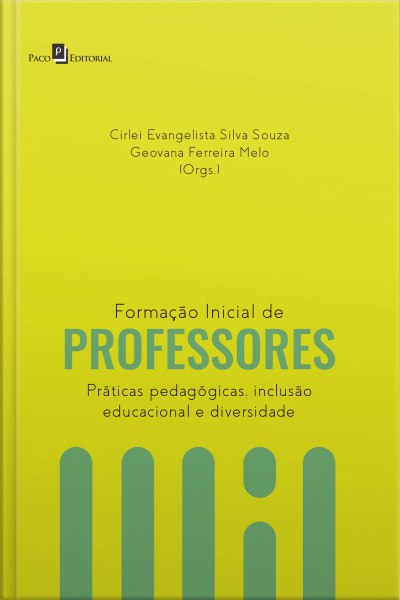 PACO EDITORIAL
Cirlei Evangelista Silva Souza
Geovana Ferreira Melo
(Orgs.)
Formação Inicial de
PROFESSORES
Práticas pedagógicas, inclusão
educacional e diversidade